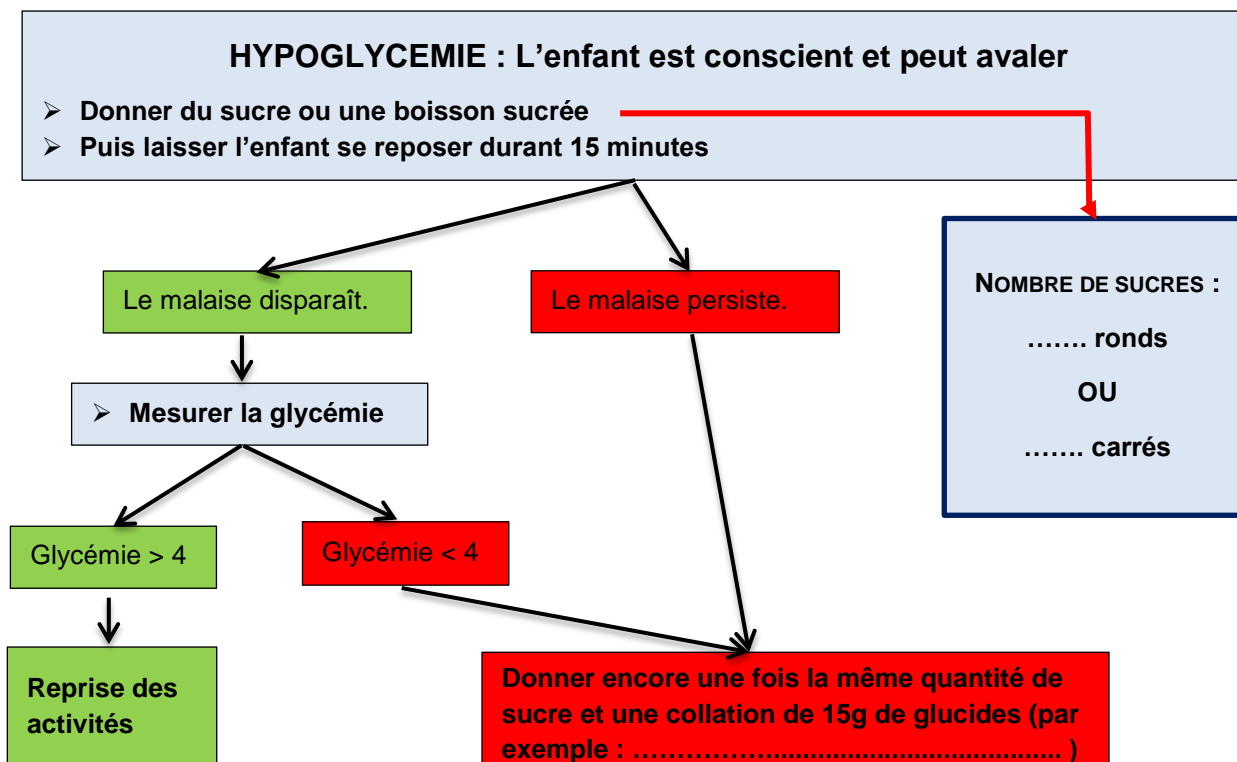 HYPOGLYCEMIE : L’enfant est conscient et peut avaler
➢ Donner du sucre ou une boisson sucrée
➢ Puis laisser l’enfant se reposer durant 15 minutes
Le malaise disparaît.
Le malaise persiste.
NOMBRE DE SUCRES :
……. ronds
OU
……. carrés
➢ Mesurer la glycémie
Glycémie > 4
Glycémie < 4
Reprise des
activités
Donner encore une fois la même quantité de
sucre et une collation de 15g de glucides (par
exemple : ……………........................................ )